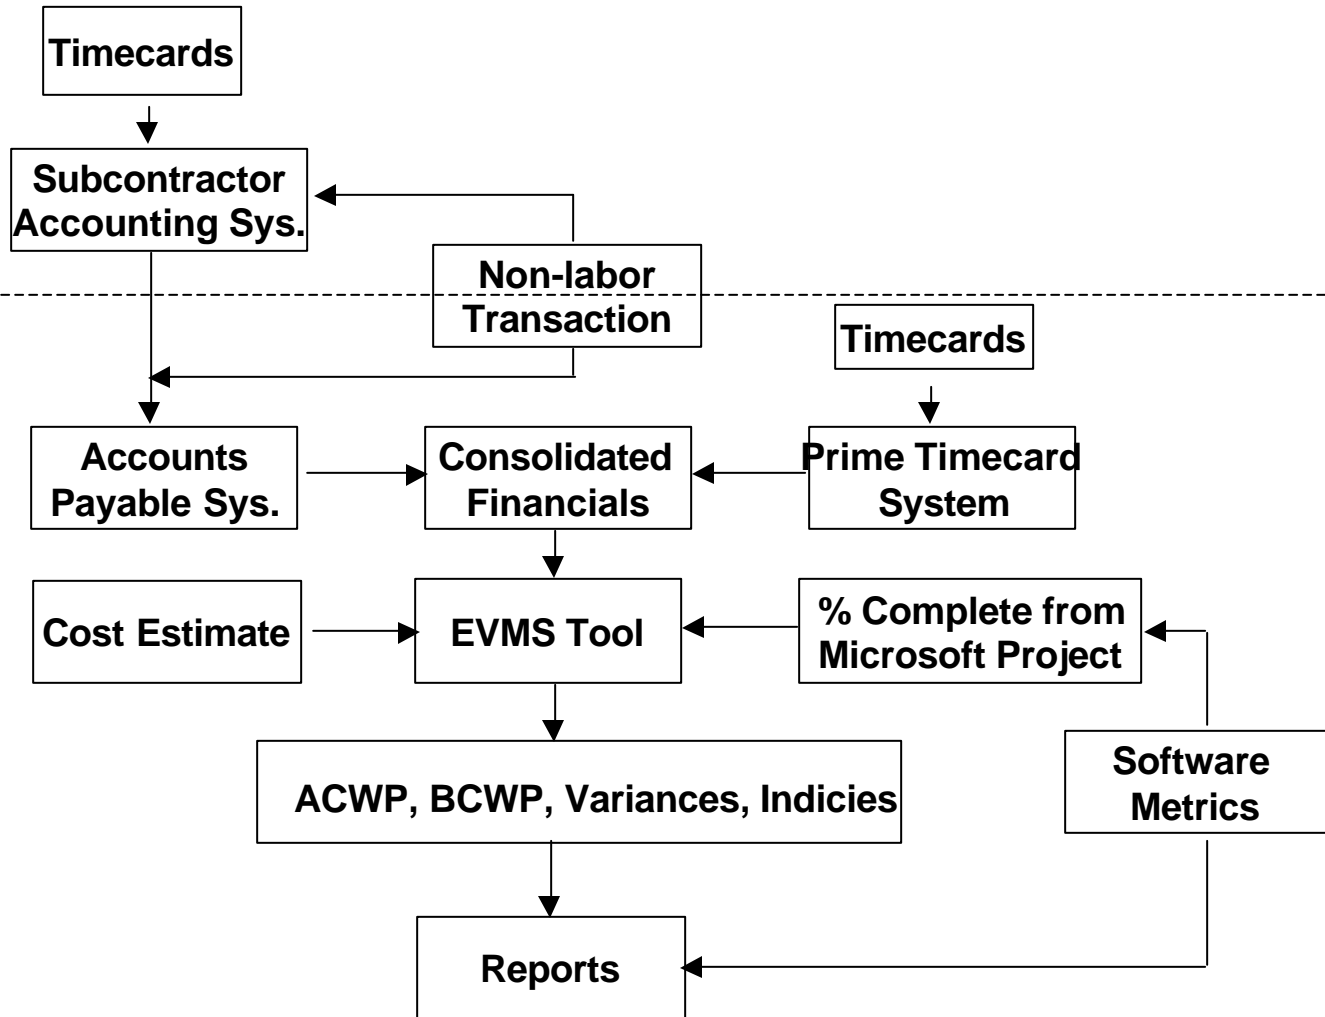 Timecards
Subcontractor
Accounting Sys.
Non-labor
Transaction
Timecards
Accounts
Payable Sys.
Consolidated
Financials
Prime Timecard
System
Cost Estimate
EVMS Tool
% Complete from
Microsoft Project
ACWP, BCWP, Variances, Indicies
Software
Metrics
Reports